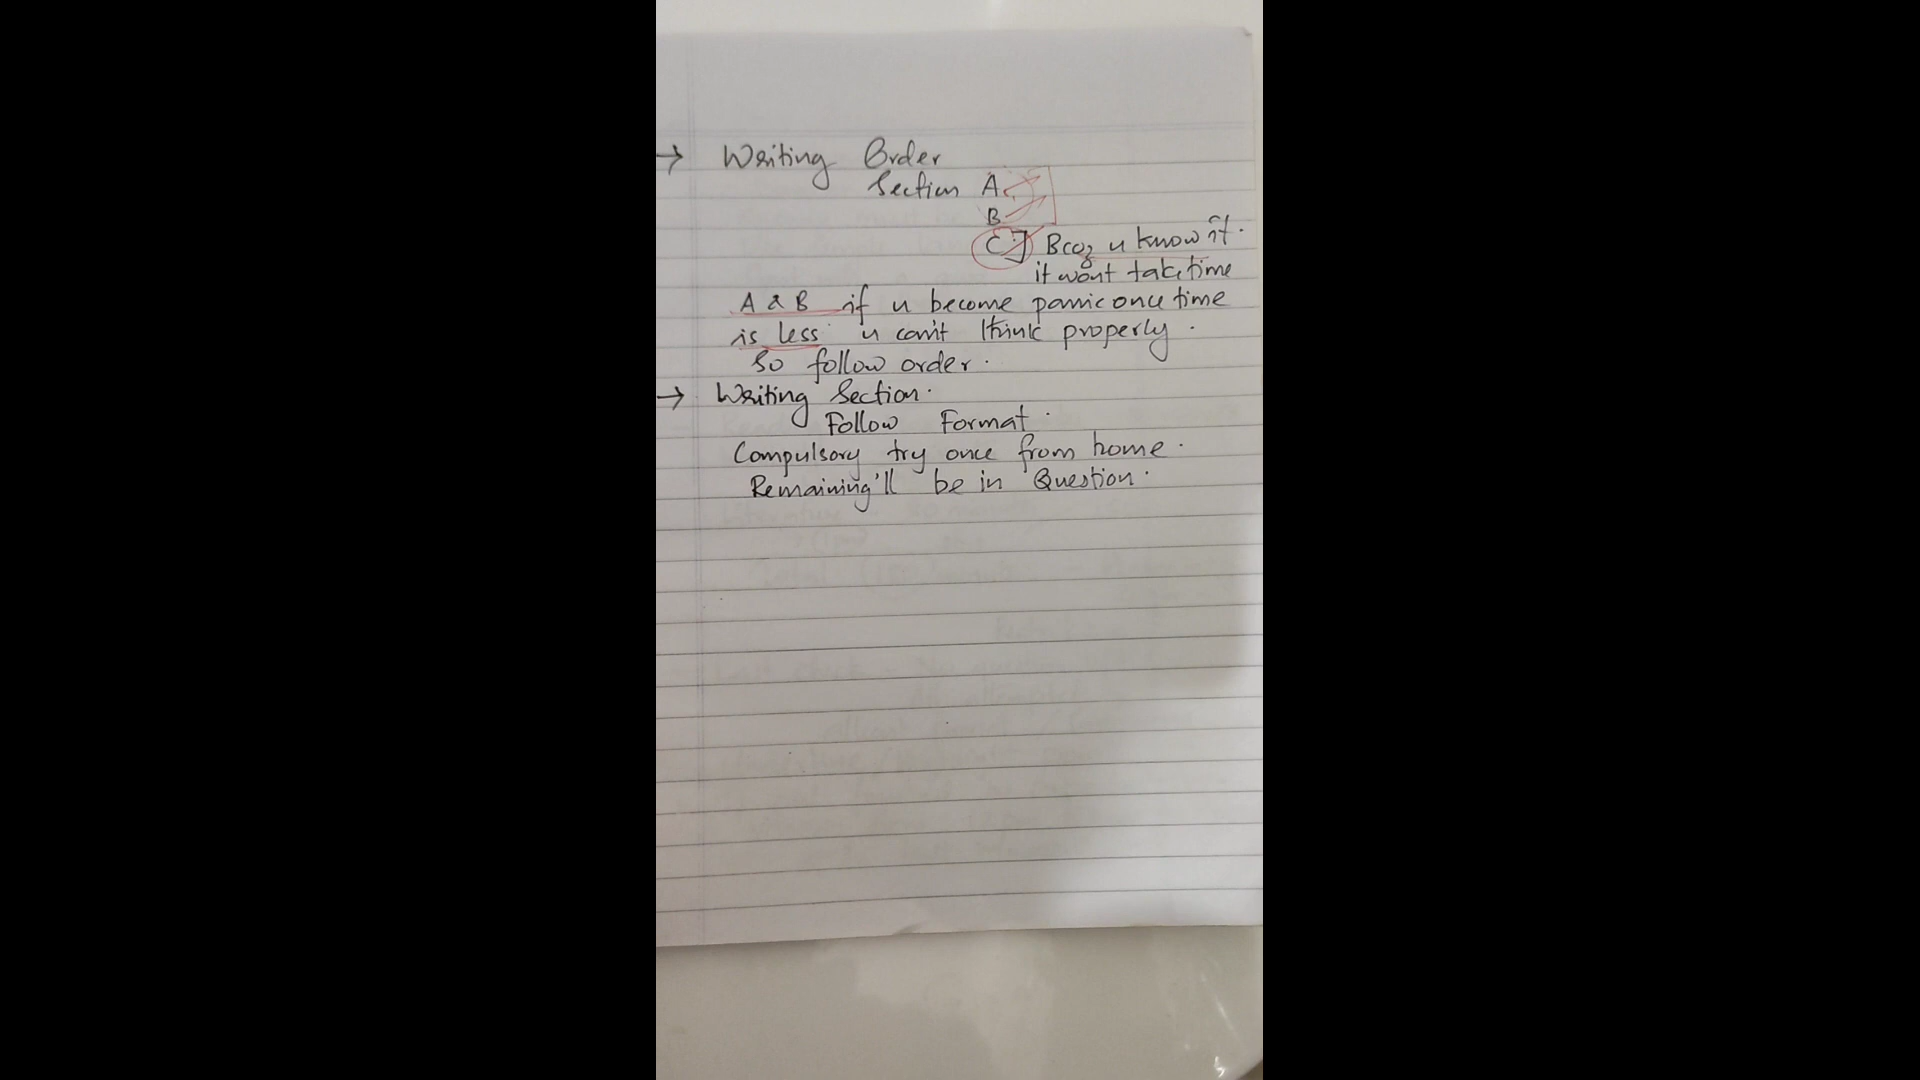 → Writing Order
Section A
B
C] Bcoz u know it.
it won't take time
A & B if u become panic once time
is less u can't think properly.
So follow order.
→ Writing Section.
Follow Format.
Compulsory try once from home.
Remaining'll be in Question.